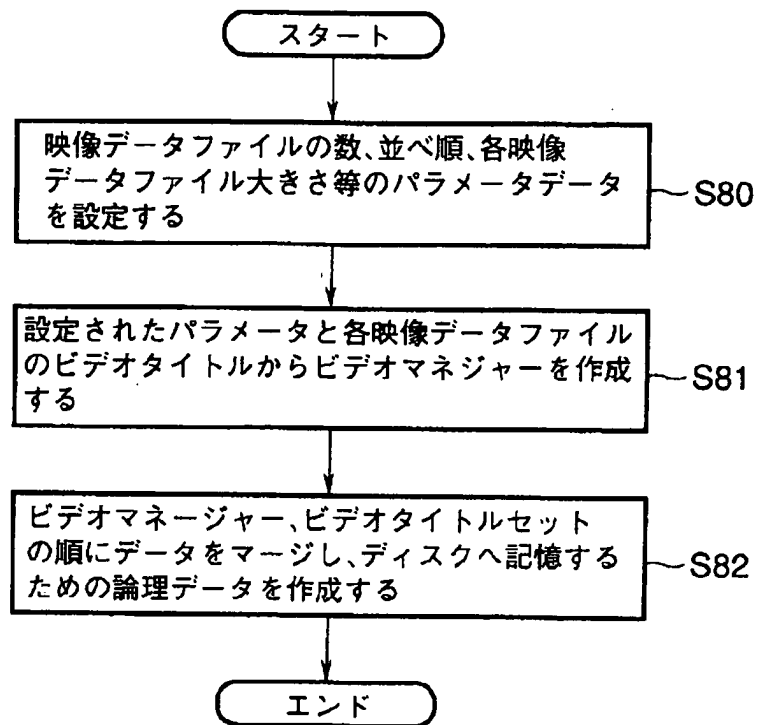 スタート
映像データファイルの数、並べ順、各映像
データファイル大きさ等のパラメータデータ
を設定する
S80
設定されたパラメータと各映像データファイル
のビデオタイトルからビデオマネジャーを作成
する
S81
ビデオマネージャー、ビデオタイトルセット
の順にデータをマージし、ディスクへ記憶する
ための論理データを作成する
S82
エンド